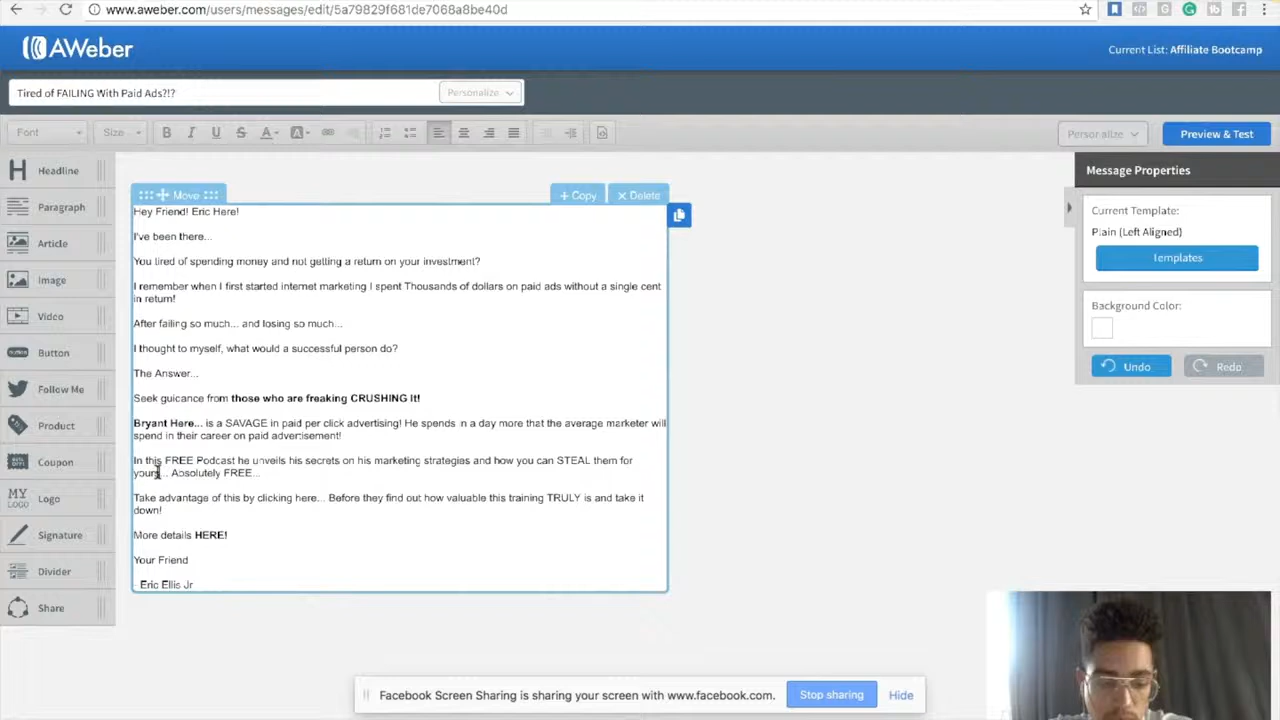 www.aweber.com/users/messages/edit/5a79829f681de7068a8be40d
AWeber
Current List: Affiliate Bootcamp
Tired of FAILING With Paid Ads?!?
Personalize
Font
Size
B I U S A A
Personalize
Preview & Test
Headline
Paragraph
Article
Image
Video
Button
Follow Me
Product
Coupon
MY LOGO
Logo
Signature
Divider
Share
Move
+ Copy
× Delete
Hey Friend! Eric Here!
I've been there...
You tired of spending money and not getting a return on your investment?
I remember when I first started internet marketing I spent Thousands of dollars on paid ads without a single cent
in return!
After failing so much... and losing so much...
I thought to myself, what would a successful person do?
The Answer...
Seek guidance from those who are freaking CRUSHING It!
Bryant Here... is a SAVAGE in paid per click advertising! He spends in a day more that the average marketer will
spend in their career on paid advertisement!
In this FREE Podcast he unveils his secrets on his marketing strategies and how you can STEAL them for
yours... Absolutely FREE...
Take advantage of this by clicking here... Before they find out how valuable this training TRULY is and take it
down!
More details HERE!
Your Friend
- Eric Ellis Jr
Message Properties
Current Template:
Plain (Left Aligned)
Templates
Background Color:
Undo
Redo
Facebook Screen Sharing is sharing your screen with www.facebook.com.
Stop sharing
Hide